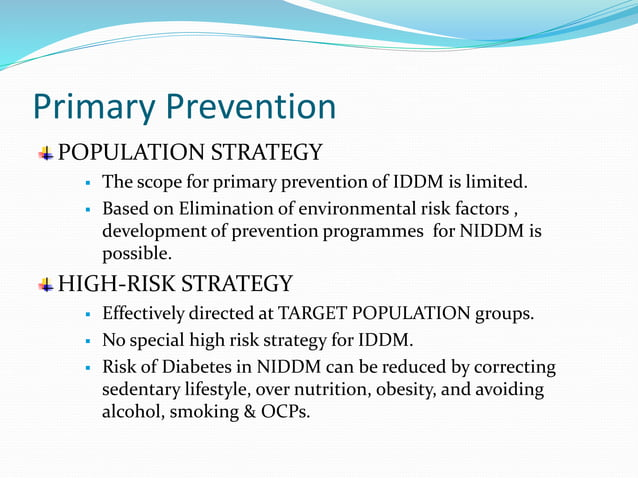 Primary Prevention
POPULATION STRATEGY
The scope for primary prevention of IDDM is limited.
Based on Elimination of environmental risk factors ,
development of prevention programmes for NIDDM is
possible.
HIGH-RISK STRATEGY
Effectively directed at TARGET POPULATION groups.
No special high risk strategy for IDDM.
Risk of Diabetes in NIDDM can be reduced by correcting
sedentary lifestyle, over nutrition, obesity, and avoiding
alcohol, smoking & OCPs.